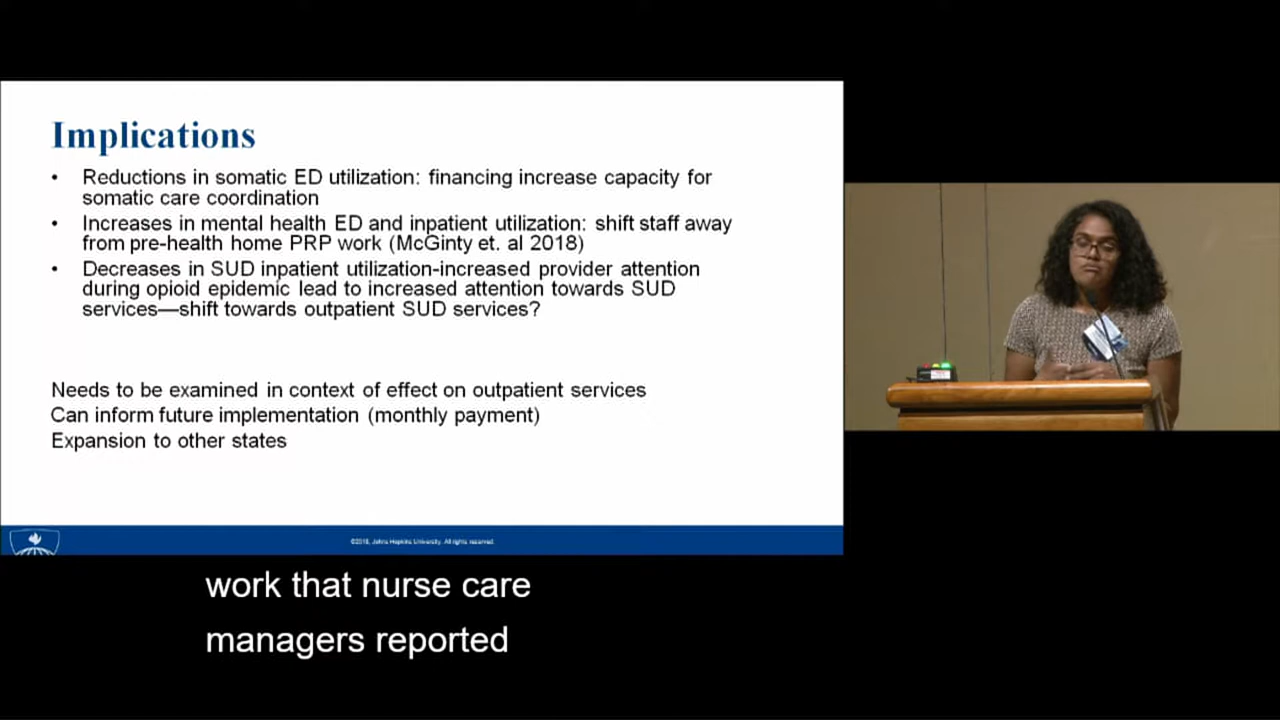 Implications
• Reductions in somatic ED utilization: financing increase capacity for
somatic care coordination
• Increases in mental health ED and inpatient utilization: shift staff away
from pre-health home PRP work (McGinty et. al 2018)
• Decreases in SUD inpatient utilization-increased provider attention
during opioid epidemic lead to increased attention towards SUD
services—shift towards outpatient SUD services?
Needs to be examined in context of effect on outpatient services
Can inform future implementation (monthly payment)
Expansion to other states
Johns Hopkins University. All rights reserved.
work that nurse care
managers reported